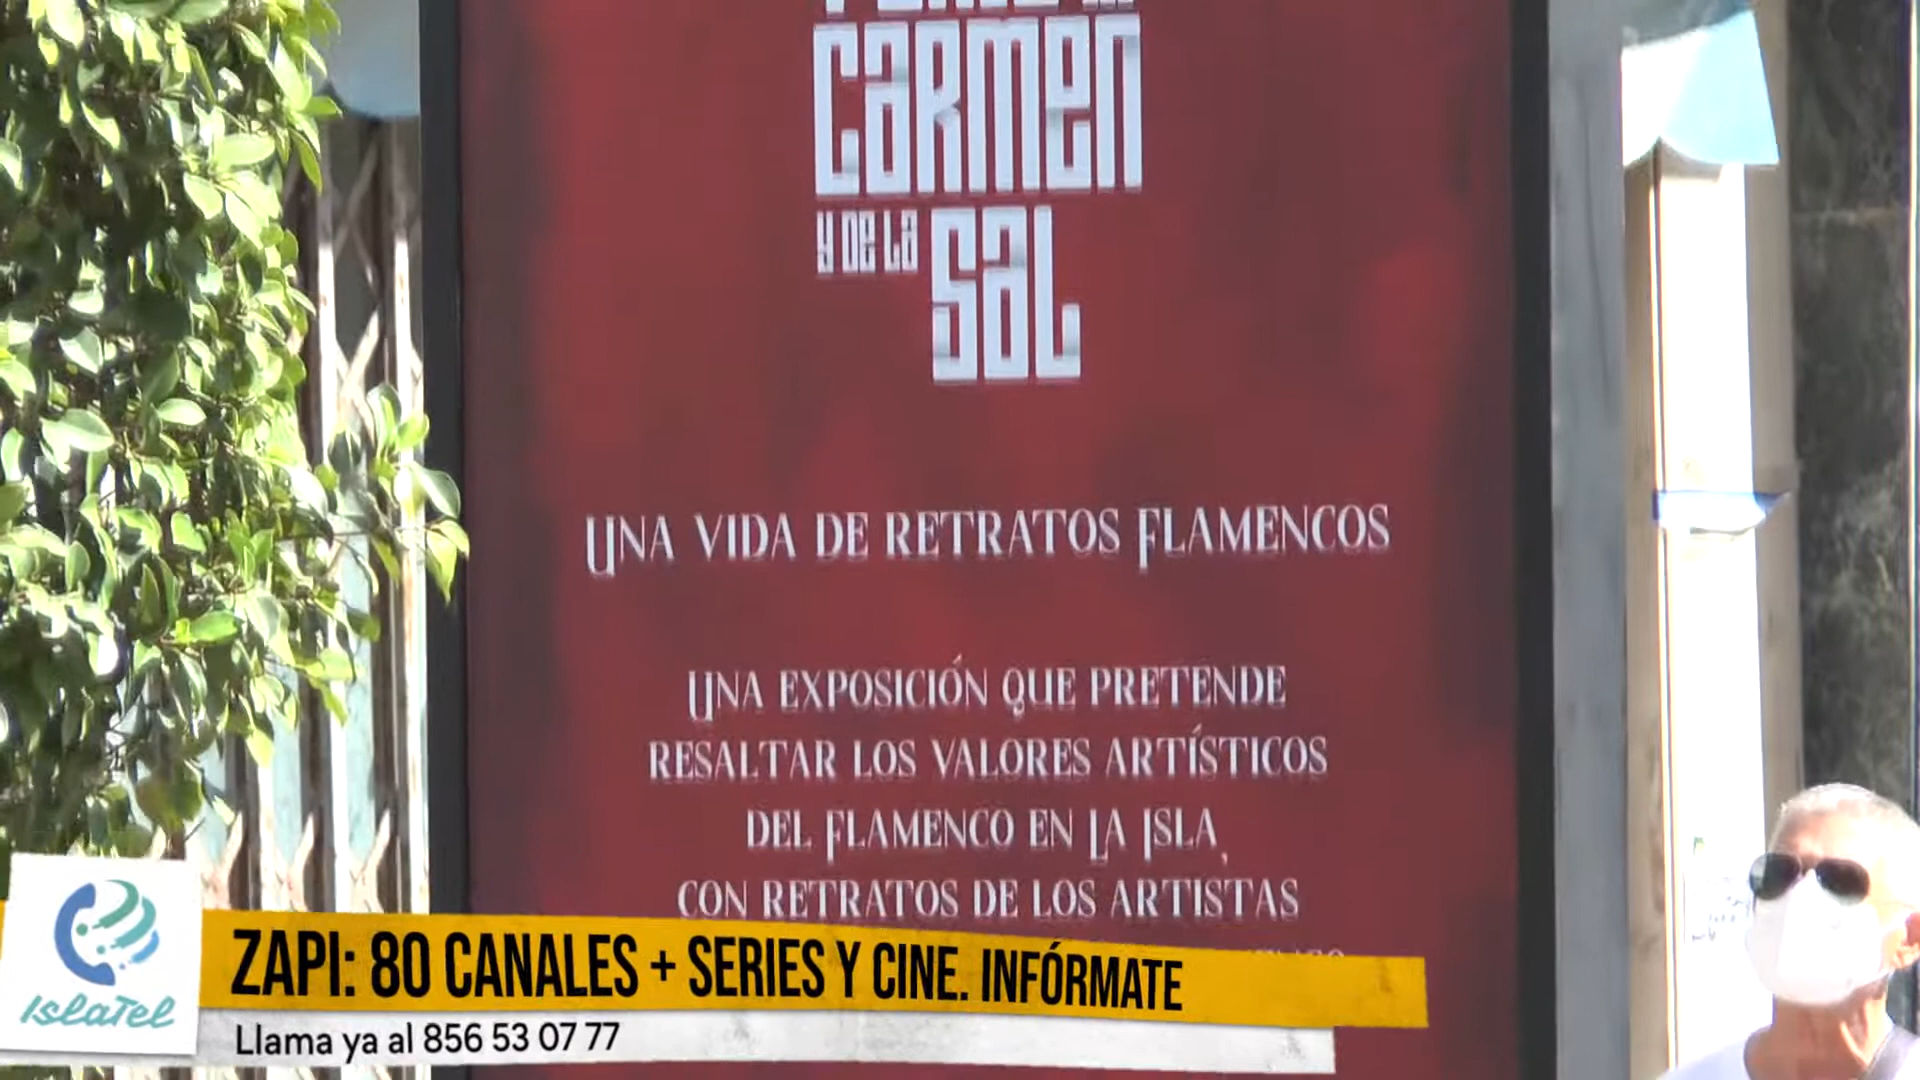 CARMEN
Y DE LA
SAL
UNA VIDA DE RETRATOS FLAMENCOS
UNA EXPOSICIÓN QUE PRETENDE
RESALTAR LOS VALORES ARTÍSTICOS
DEL FLAMENCO EN LA ISLA,
CON RETRATOS DE LOS ARTISTAS
ZAPI: 80 CANALES + SERIES Y CINE. INFÓRMATE
IslaTel
Llama ya al 856 53 07 77